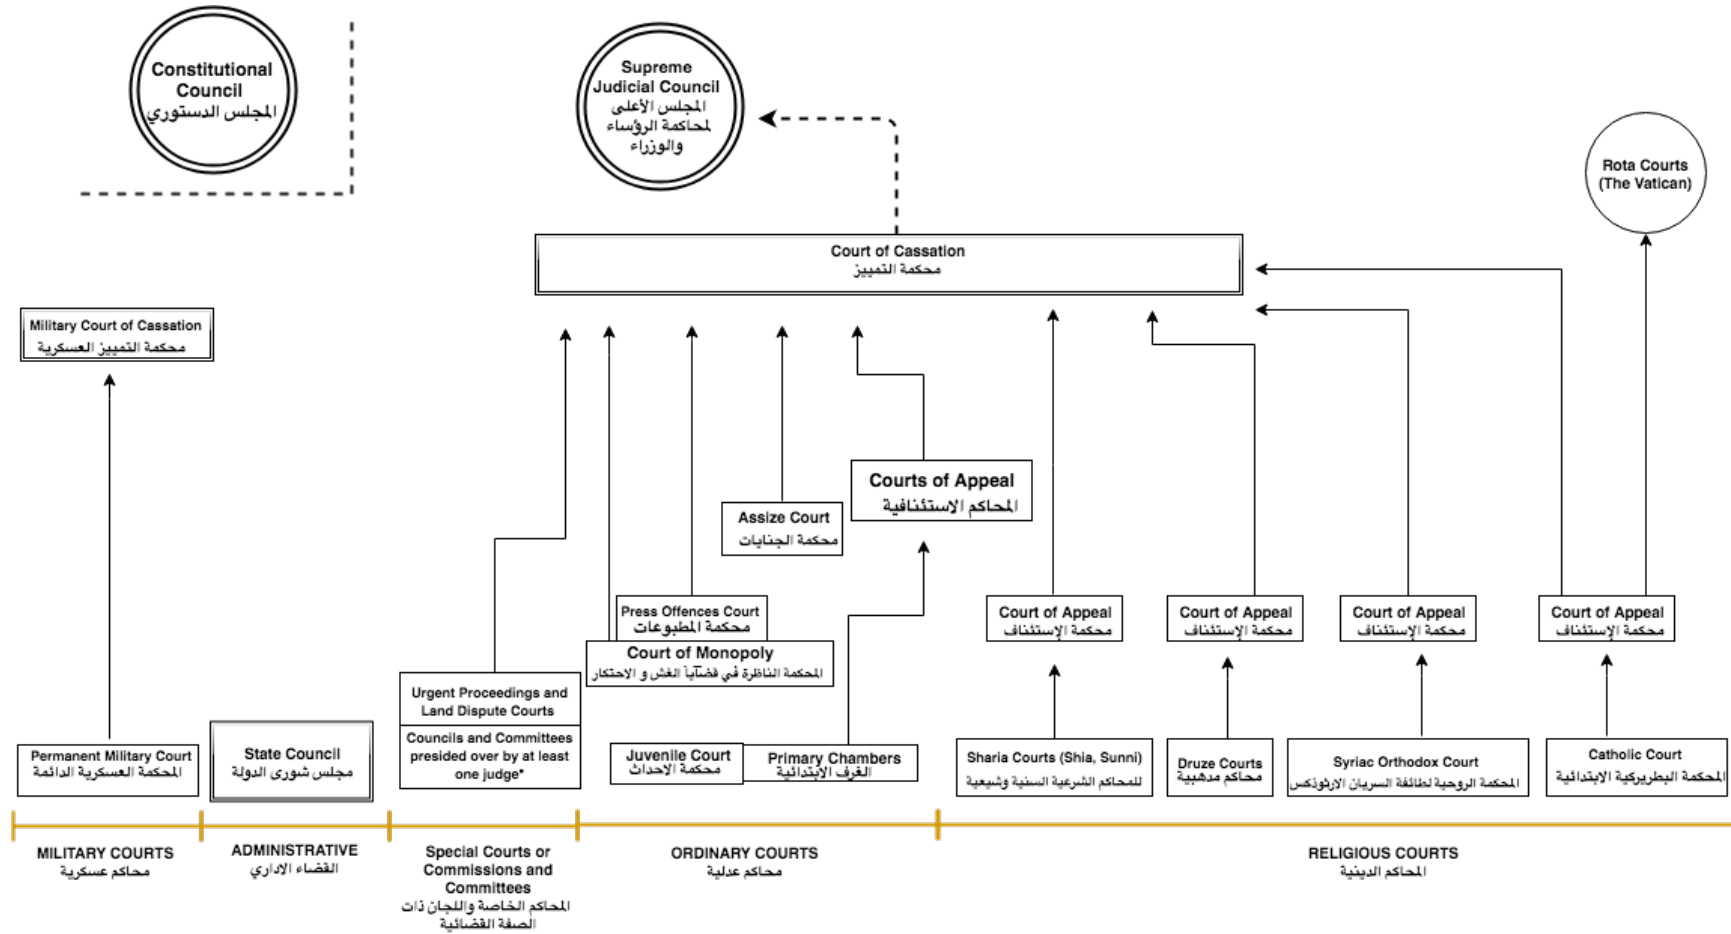 Constitutional
Council
المجلس الدستوري
Supreme
Judicial Council
المجلس الأعلى
لمحاكمة الرؤساء
والوزراء
Rota Courts
(The Vatican)
Court of Cassation
محكمة التمييز
Military Court of Cassation
محكمة التمييز العسكرية
Courts of Appeal
المحاكم الاستئنافية
Assize Court
محكمة الجنايات
Press Offences Court
محكمة المطبوعات
Court of Monopoly
المحكمة الناظرة في قضايا الغش و الاحتكار
Court of Appeal
محكمة الإستئناف
Court of Appeal
محكمة الإستئناف
Court of Appeal
محكمة الإستئناف
Court of Appeal
محكمة الإستئناف
Permanent Military Court
المحكمة العسكرية الدائمة
State Council
مجلس شورى الدولة
Urgent Proceedings and
Land Dispute Courts
Councils and Committees
presided over by at least
one judge*
Juvenile Court
محكمة الاحداث
Primary Chambers
الغرف الابتدائية
Sharia Courts (Shia, Sunni)
للمحاكم الشرعية السنية وشيعية
Druze Courts
محاكم مدهبية
Syriac Orthodox Court
المحكمة الروحية لطائفة السريان الارثوذكس
Catholic Court
المحكمة البطريركية الابتدائية
MILITARY COURTS
محاكم عسكرية
ADMINISTRATIVE
القضاء الاداري
Special Courts or
Commissions and
Committees
المحاكم الخاصة واللجان ذات
الصفة القضائية
ORDINARY COURTS
محاكم عدلية
RELIGIOUS COURTS
المحاكم الدينية